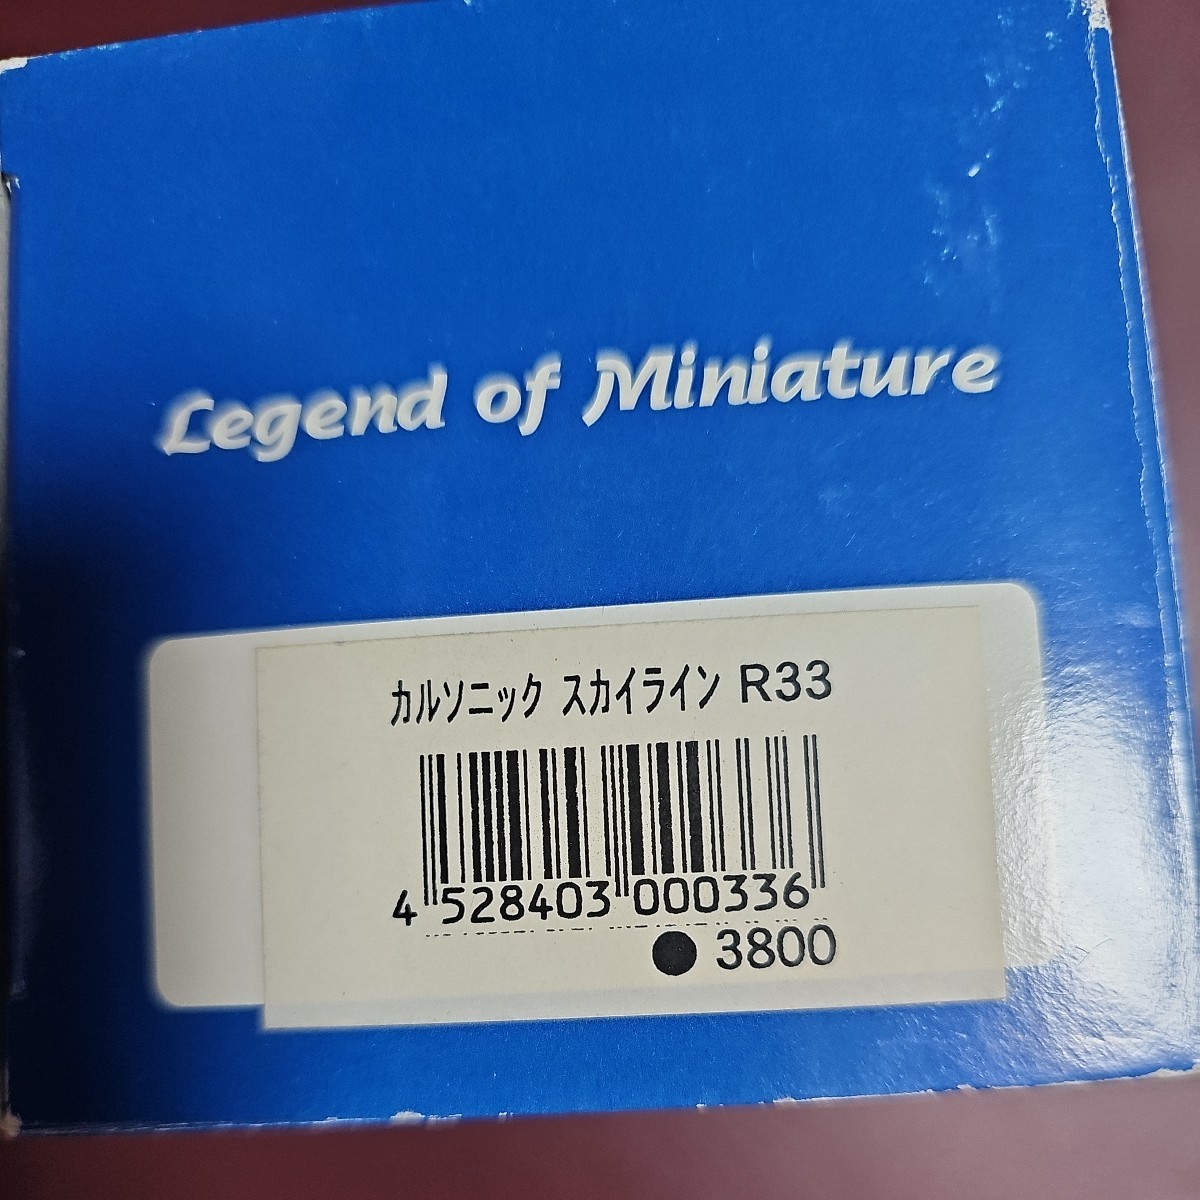 Legend of Miniature
カルソニック スカイライン R33
4 528403 000336
●3800